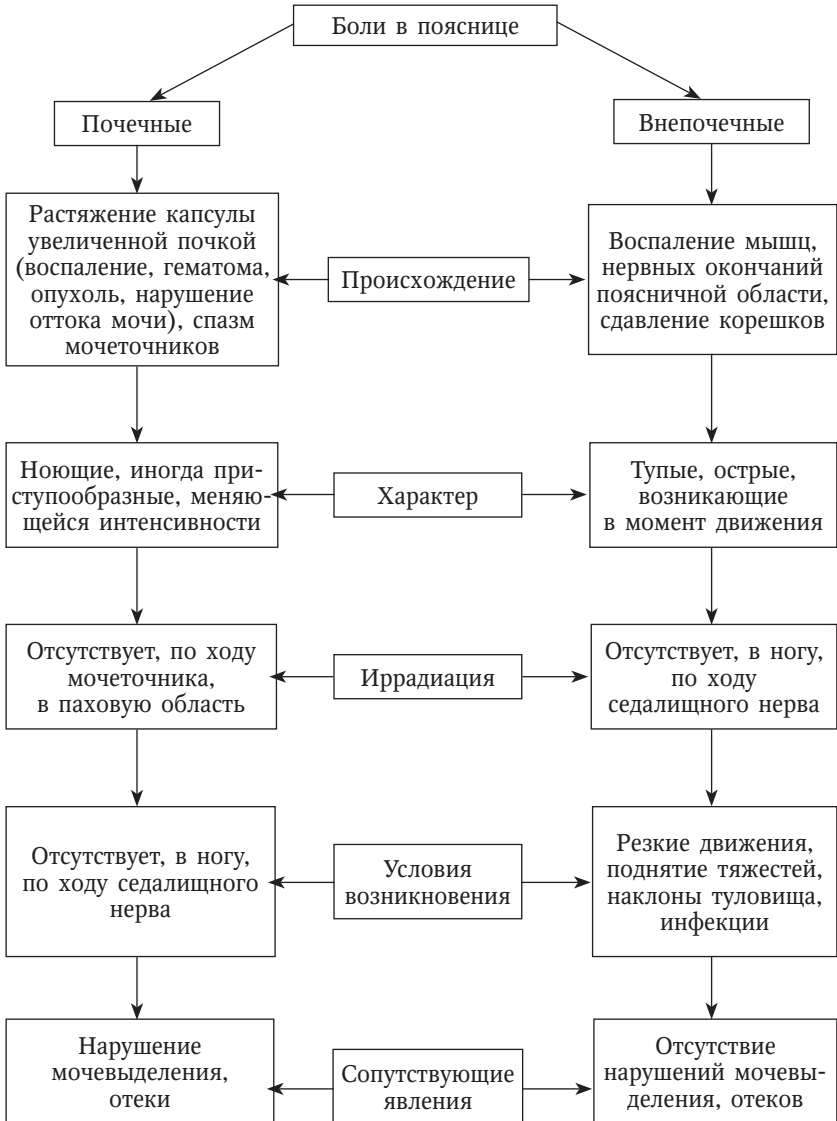 Боли в пояснице
Почечные
Внепочечные
Растяжение капсулы
увеличенной почкой
(воспаление, гематома,
опухоль, нарушение
оттока мочи), спазм
мочеточников
Происхождение
Воспаление мышц,
нервных окончаний
поясничной области,
сдавление корешков
Ноющие, иногда при-
ступообразные, меняю-
щейся интенсивности
Характер
Тупые, острые,
возникающие
в момент движения
Отсутствует, по ходу
мочеточника,
в паховую область
Иррадиация
Отсутствует, в ногу,
по ходу
седалищного нерва
Отсутствует, в ногу,
по ходу седалищного
нерва
Условия
возникновения
Резкие движения,
поднятие тяжестей,
наклоны туловища,
инфекции
Нарушение
мочевыделения,
отеки
Сопутствующие
явления
Отсутствие
нарушений мочевы-
деления, отеков